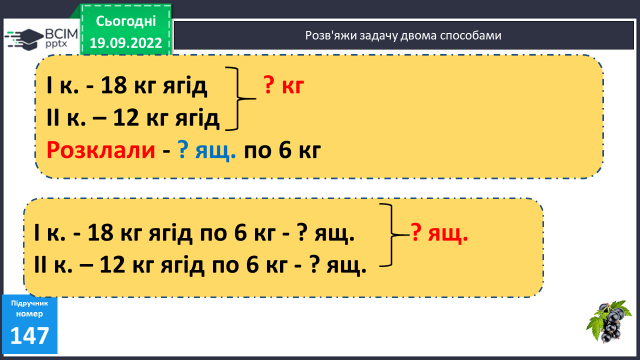 ВСІМ
pptx
Сьогодні
19.09.2022
Розв'яжи задачу двома способами
І к. - 18 кг ягід
? кг
ІІ к. – 12 кг ягід
Розклали - ? ящ. по 6 кг
І к. - 18 кг ягід по 6 кг - ? ящ.
? ящ.
ІІ к. – 12 кг ягід по 6 кг - ? ящ.
Підручник
номер
147